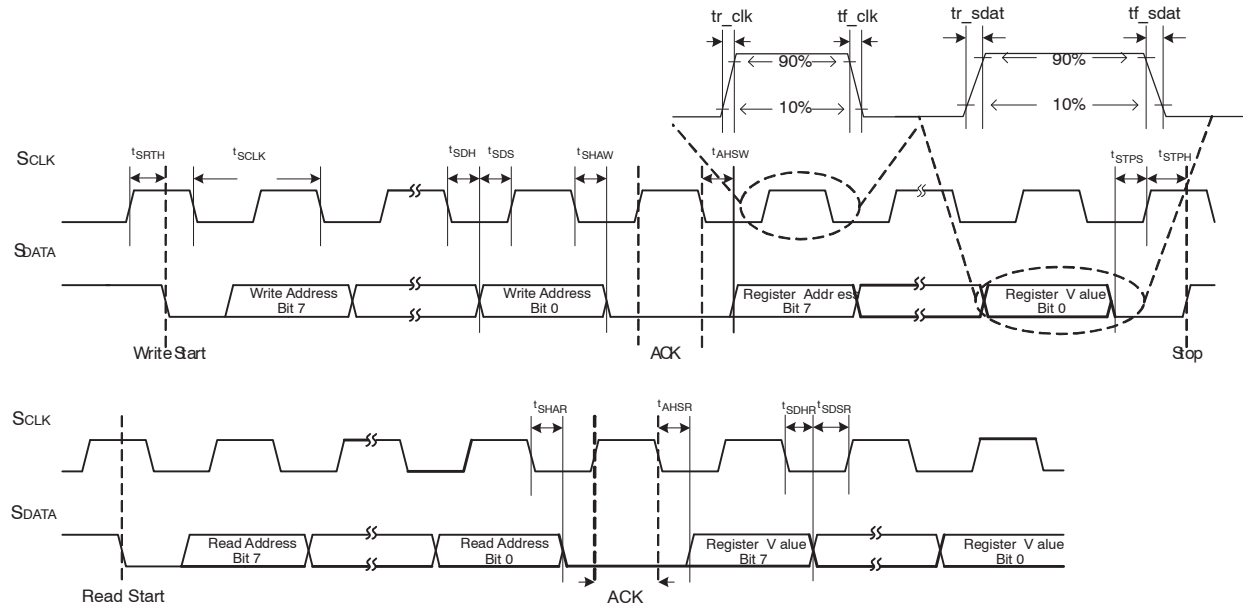 tr_clk
tf_clk
tr_sdat
tf_sdat
90%
90%
10%
10%
SCLK
tSRTH
tSCLK
tSDH
tSDS
tSHAW
tAHSW
tSTPS
tSTPH
SDATA
Write Address
Bit 7
Write Address
Bit 0
Register Addr ess
Bit 7
Register V alue
Bit 0
Write Start
ACK
Stop
SCLK
tSHAR
tAHSR
tSDHR
tSDSR
SDATA
Read Address
Bit 7
Read Address
Bit 0
Register V alue
Bit 7
Register V alue
Bit 0
Read Start
ACK